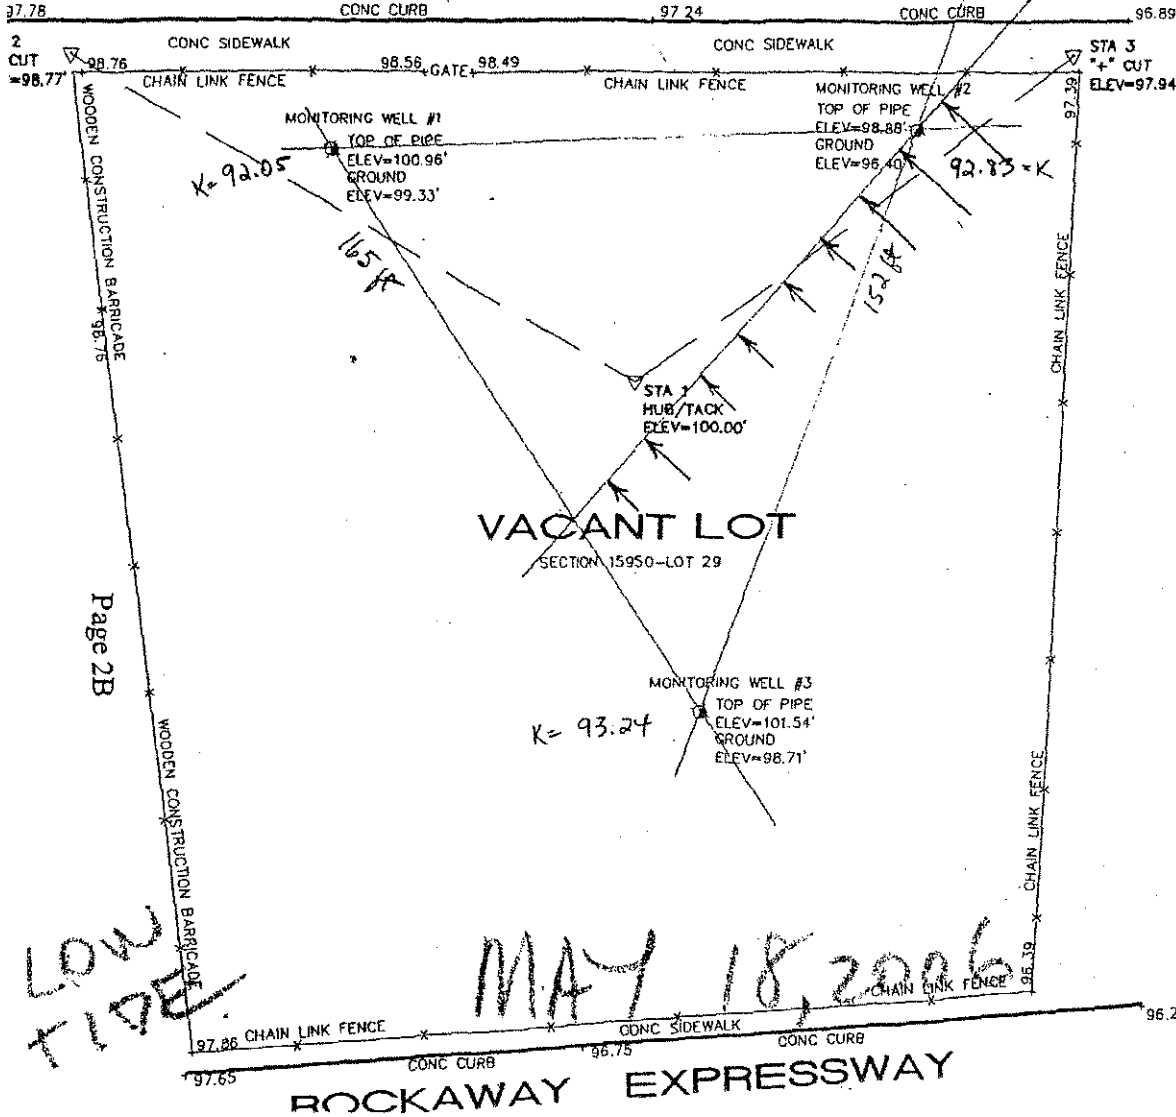 97.78
CONC CURB
97.24
CONC CURB
96.89
2
CUT
=98.77'
CONC SIDEWALK
CONC SIDEWALK
STA 3
"+" CUT
ELEV=97.94
98.76
CHAIN LINK FENCE
98.56
GATE
98.49
CHAIN LINK FENCE
97.39
MONITORING WELL #1
TOP OF PIPE
ELEV=100.96'
GROUND
ELEV=99.33'
MONITORING WELL #2
TOP OF PIPE
ELEV=98.88'
GROUND
ELEV=96.40'
K= 92.05
92.83 = K
165 ft
152 ft
WOODEN CONSTRUCTION BARRICADE
98.76
CHAIN LINK FENCE
STA 1
HUB/TACK
ELEV=100.00'
VACANT LOT
SECTION 15950-LOT 29
Page 2B
MONITORING WELL #3
TOP OF PIPE
ELEV=101.54'
GROUND
ELEV=98.71'
K= 93.24
WOODEN CONSTRUCTION BARRICADE
CHAIN LINK FENCE
LOW
TIDE
MAY 18, 2006
96.39
CHAIN LINK FENCE
97.86
CHAIN LINK FENCE
CONC SIDEWALK
96.2
97.65
CONC CURB
96.75
CONC CURB
ROCKAWAY EXPRESSWAY